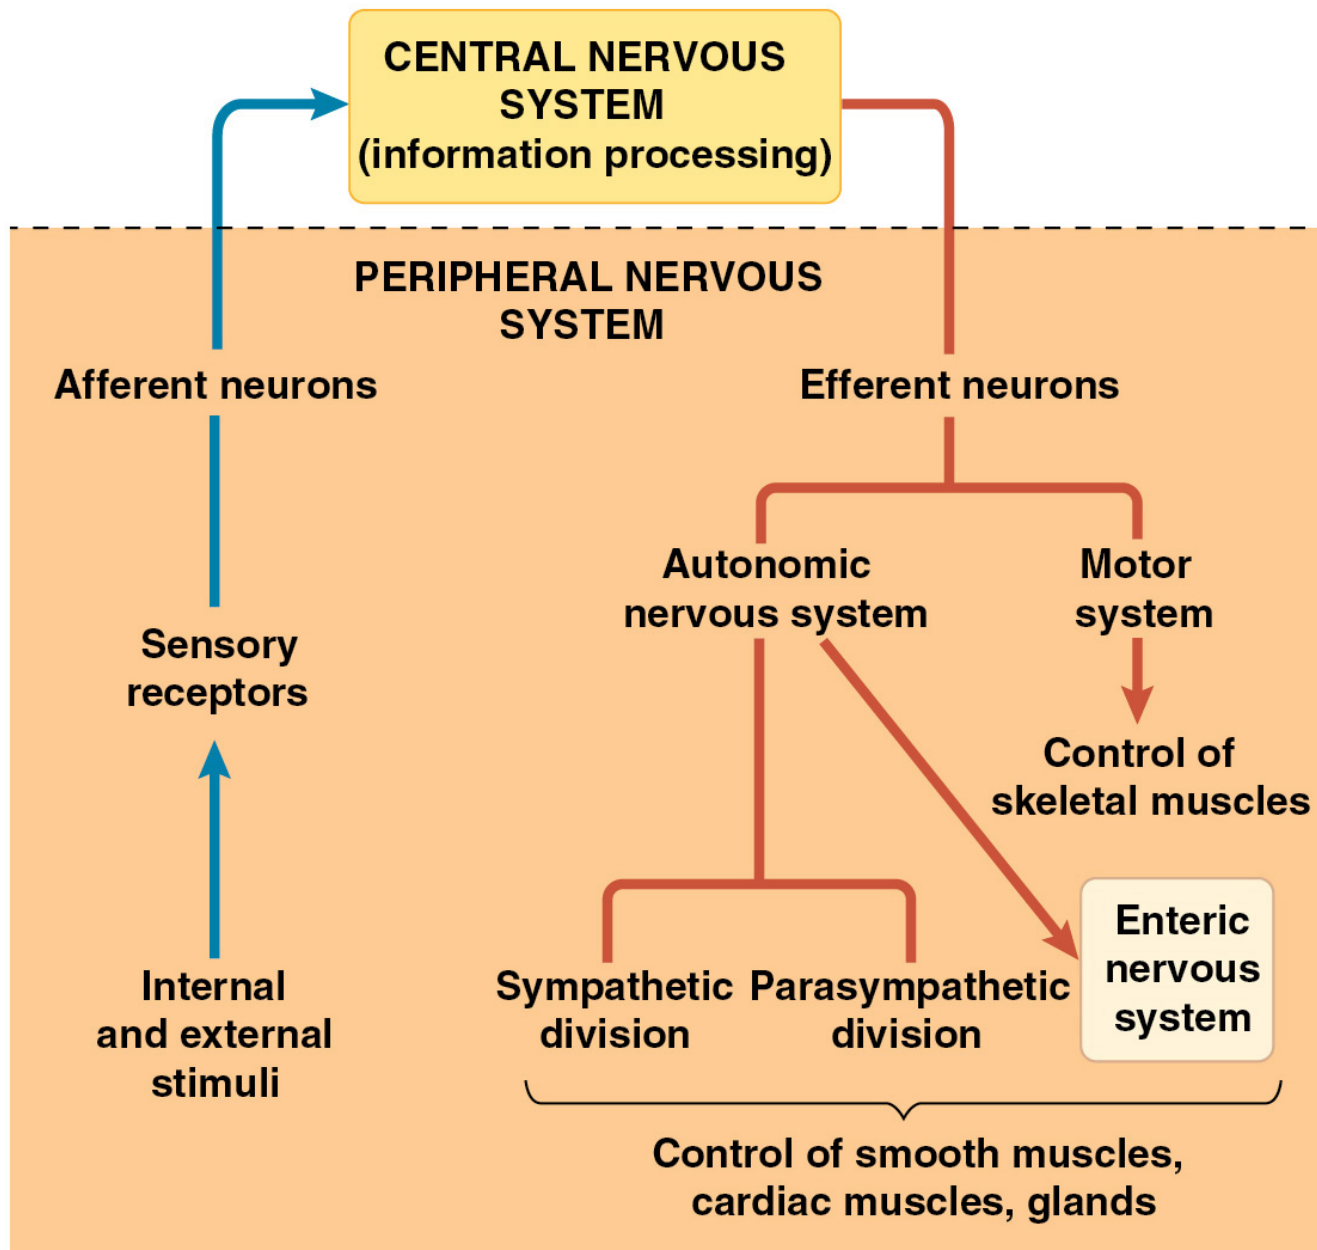 CENTRAL NERVOUS
SYSTEM
(information processing)
PERIPHERAL NERVOUS
SYSTEM
Afferent neurons
Efferent neurons
Autonomic
nervous system
Motor
system
Sensory
receptors
Control of
skeletal muscles
Enteric
nervous
system
Internal
and external
stimuli
Sympathetic
division
Parasympathetic
division
Control of smooth muscles,
cardiac muscles, glands